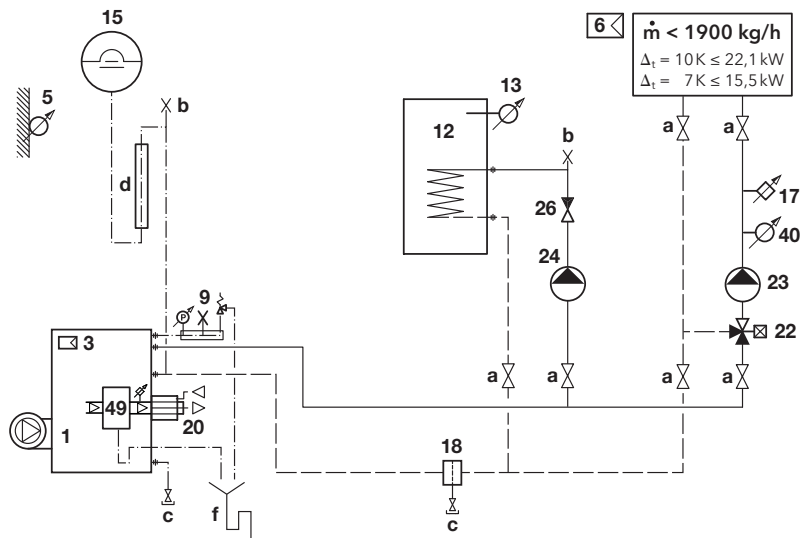 15
6
ṁ < 1900 kg/h
Δt = 10 K ≤ 22,1 kW
Δt = 7 K ≤ 15,5 kW
5
b
13
12
a
a
b
d
17
26
40
24
23
9
P
22
3
a
a
a
a
49
20
1
18
c
f
c